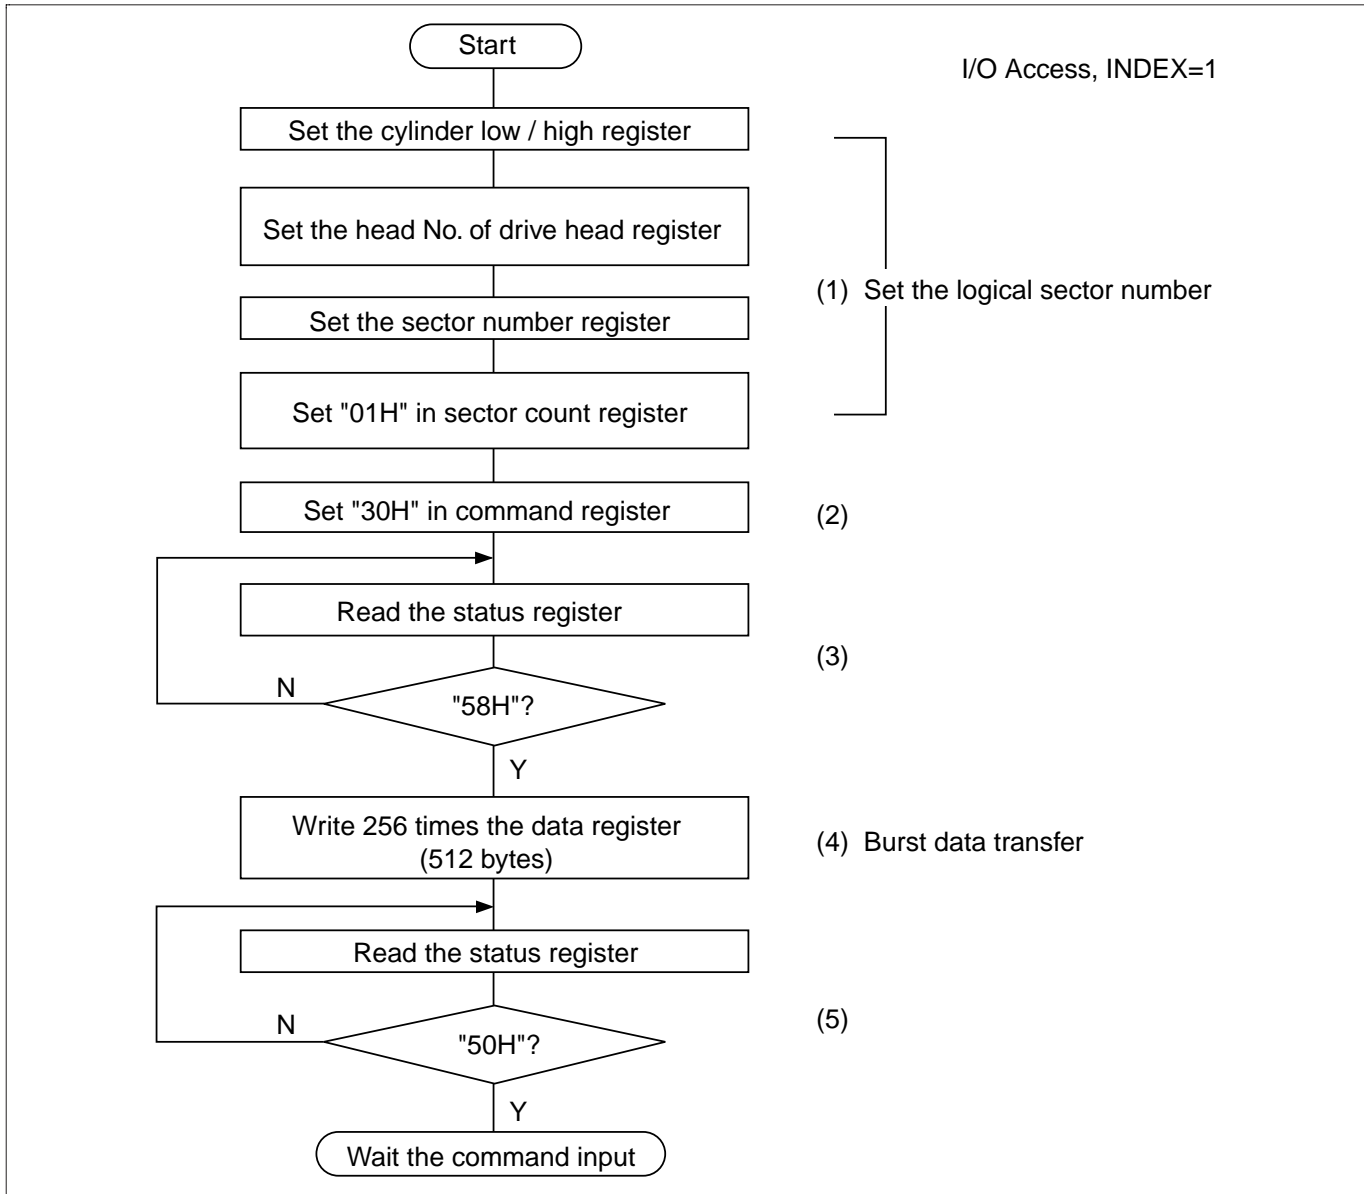 Start
I/O Access, INDEX=1
Set the cylinder low / high register
Set the head No. of drive head register
(1) Set the logical sector number
Set the sector number register
Set "01H" in sector count register
Set "30H" in command register
(2)
Read the status register
(3)
N
"58H"?
Y
Write 256 times the data register
(512 bytes)
(4) Burst data transfer
Read the status register
(5)
N
"50H"?
Y
Wait the command input